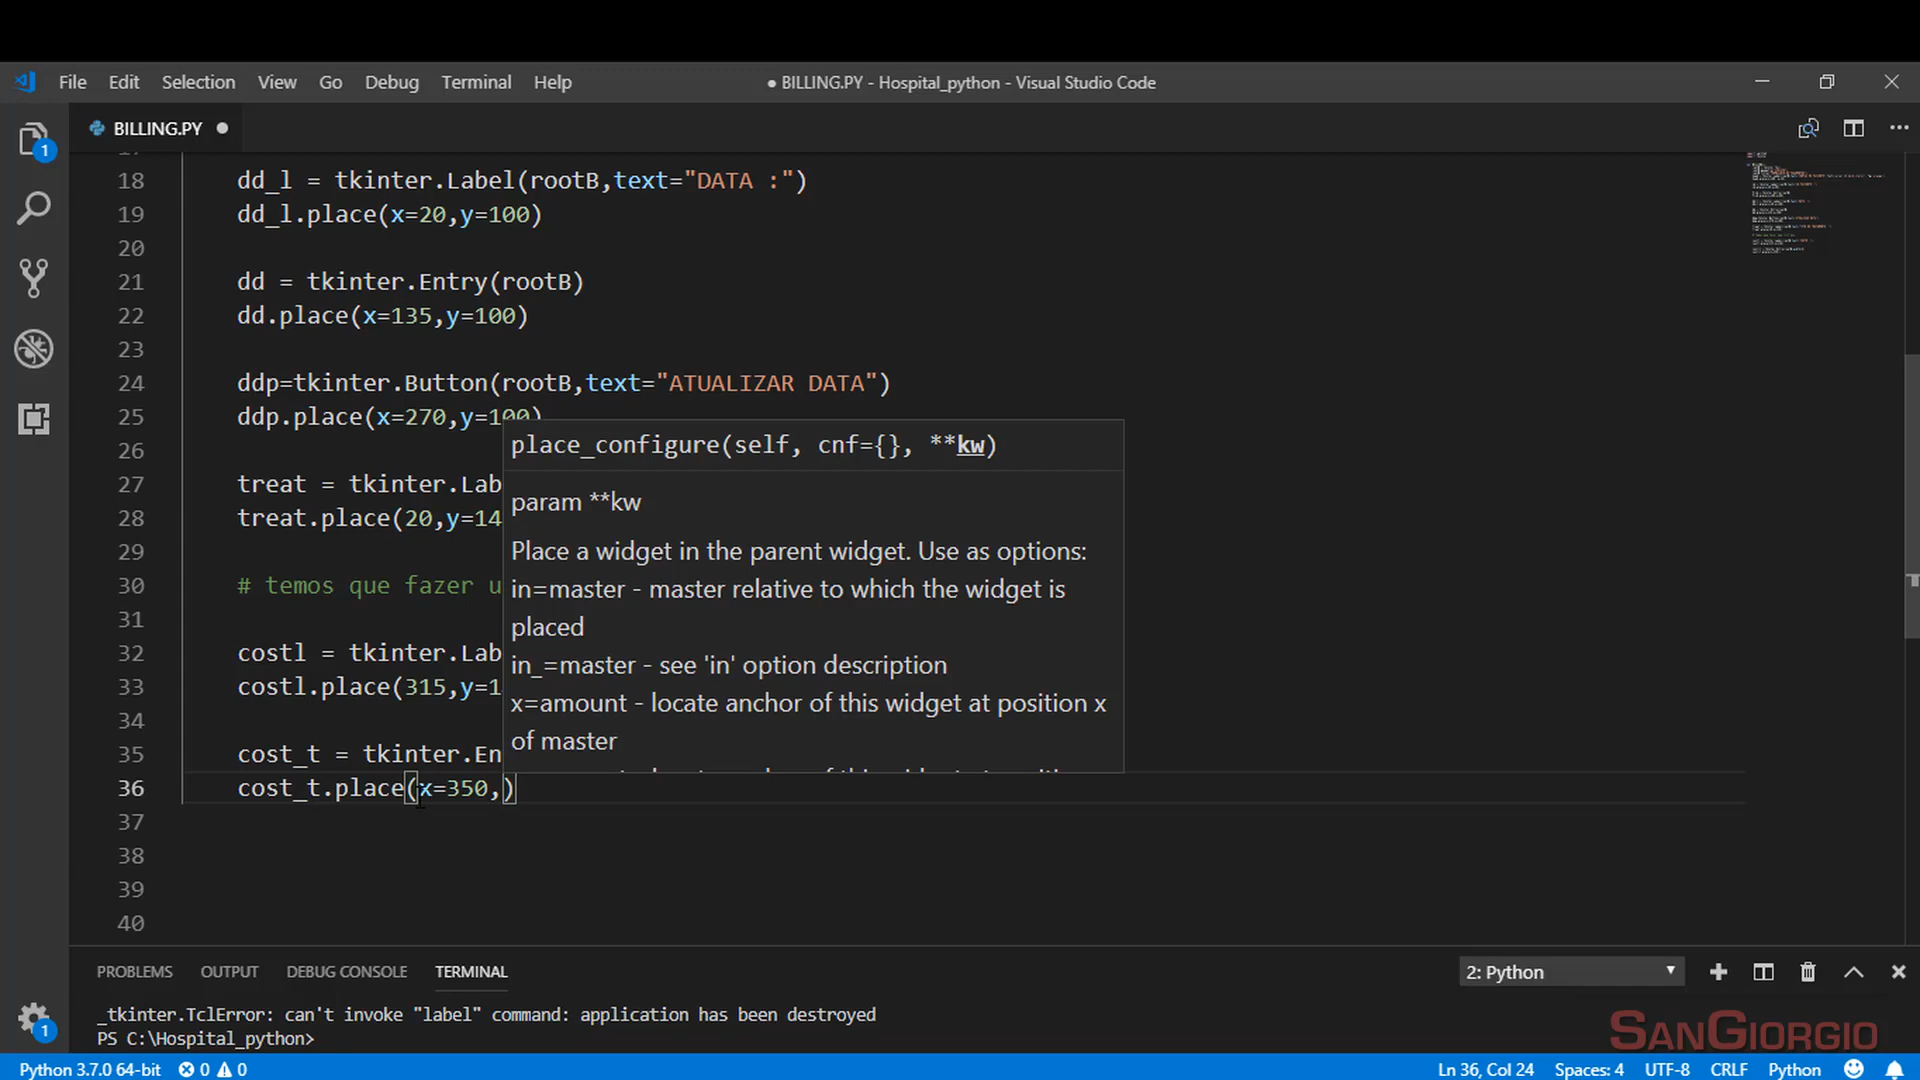 File Edit Selection View Go Debug Terminal Help ● BILLING.PY - Hospital_python - Visual Studio Code
BILLING.PY
18 dd_l = tkinter.Label(rootB,text="DATA :")
19 dd_l.place(x=20,y=100)
20
21 dd = tkinter.Entry(rootB)
22 dd.place(x=135,y=100)
23
24 ddp=tkinter.Button(rootB,text="ATUALIZAR DATA")
25 ddp.place(x=270,y=100)
26
27 treat = tkinter.Lab
28 treat.place(20,y=14
29
30 # temos que fazer u
31
32 costl = tkinter.Lab
33 costl.place(315,y=1
34
35 cost_t = tkinter.En
36 cost_t.place(x=350,)
37
38
39
40
place_configure(self, cnf={}, **kw)
param **kw
Place a widget in the parent widget. Use as options:
in=master - master relative to which the widget is
placed
in_=master - see 'in' option description
x=amount - locate anchor of this widget at position x
of master
PROBLEMS OUTPUT DEBUG CONSOLE TERMINAL 2: Python
_tkinter.TclError: can't invoke "label" command: application has been destroyed
PS C:\Hospital_python>
SANGIORGIO
Python 3.7.0 64-bit 0 0 Ln 36, Col 24 Spaces: 4 UTF-8 CRLF Python
1
1